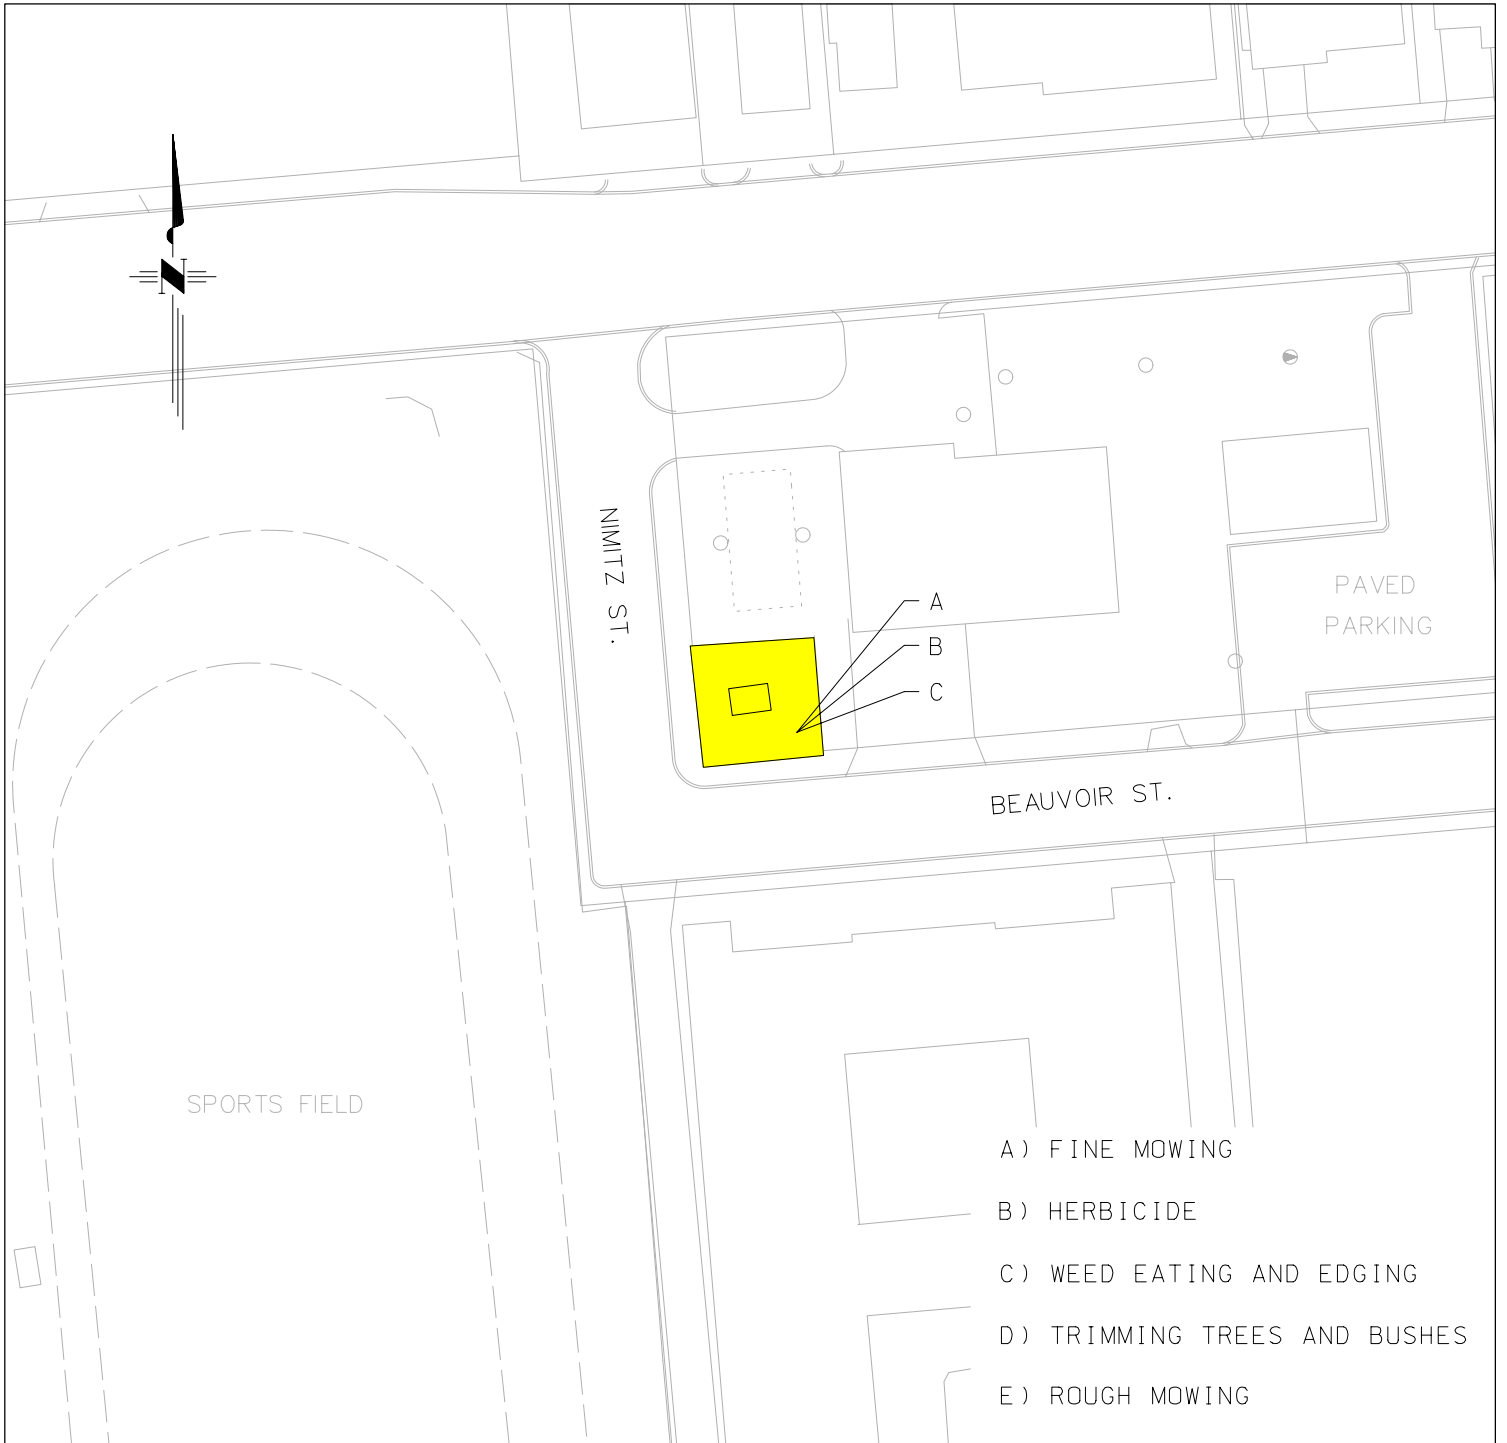 N
NIMITZ ST.
A
B
C
PAVED
PARKING
BEAUVOIR ST.
SPORTS FIELD
A) FINE MOWING
B) HERBICIDE
C) WEED EATING AND EDGING
D) TRIMMING TREES AND BUSHES
E) ROUGH MOWING